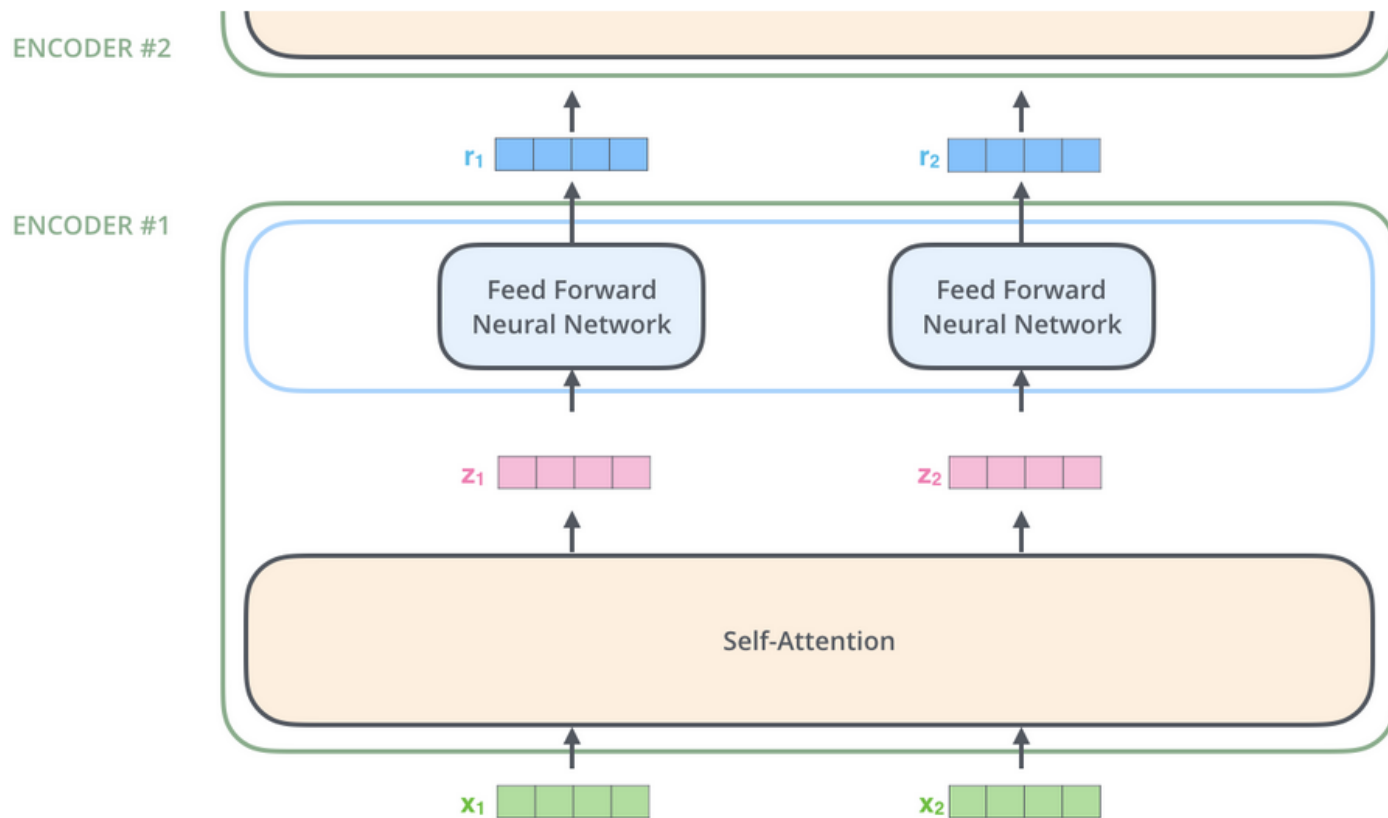 ENCODER #2
r₁
r₂
ENCODER #1
Feed Forward
Neural Network
Feed Forward
Neural Network
z₁
z₂
Self-Attention
x₁
x₂